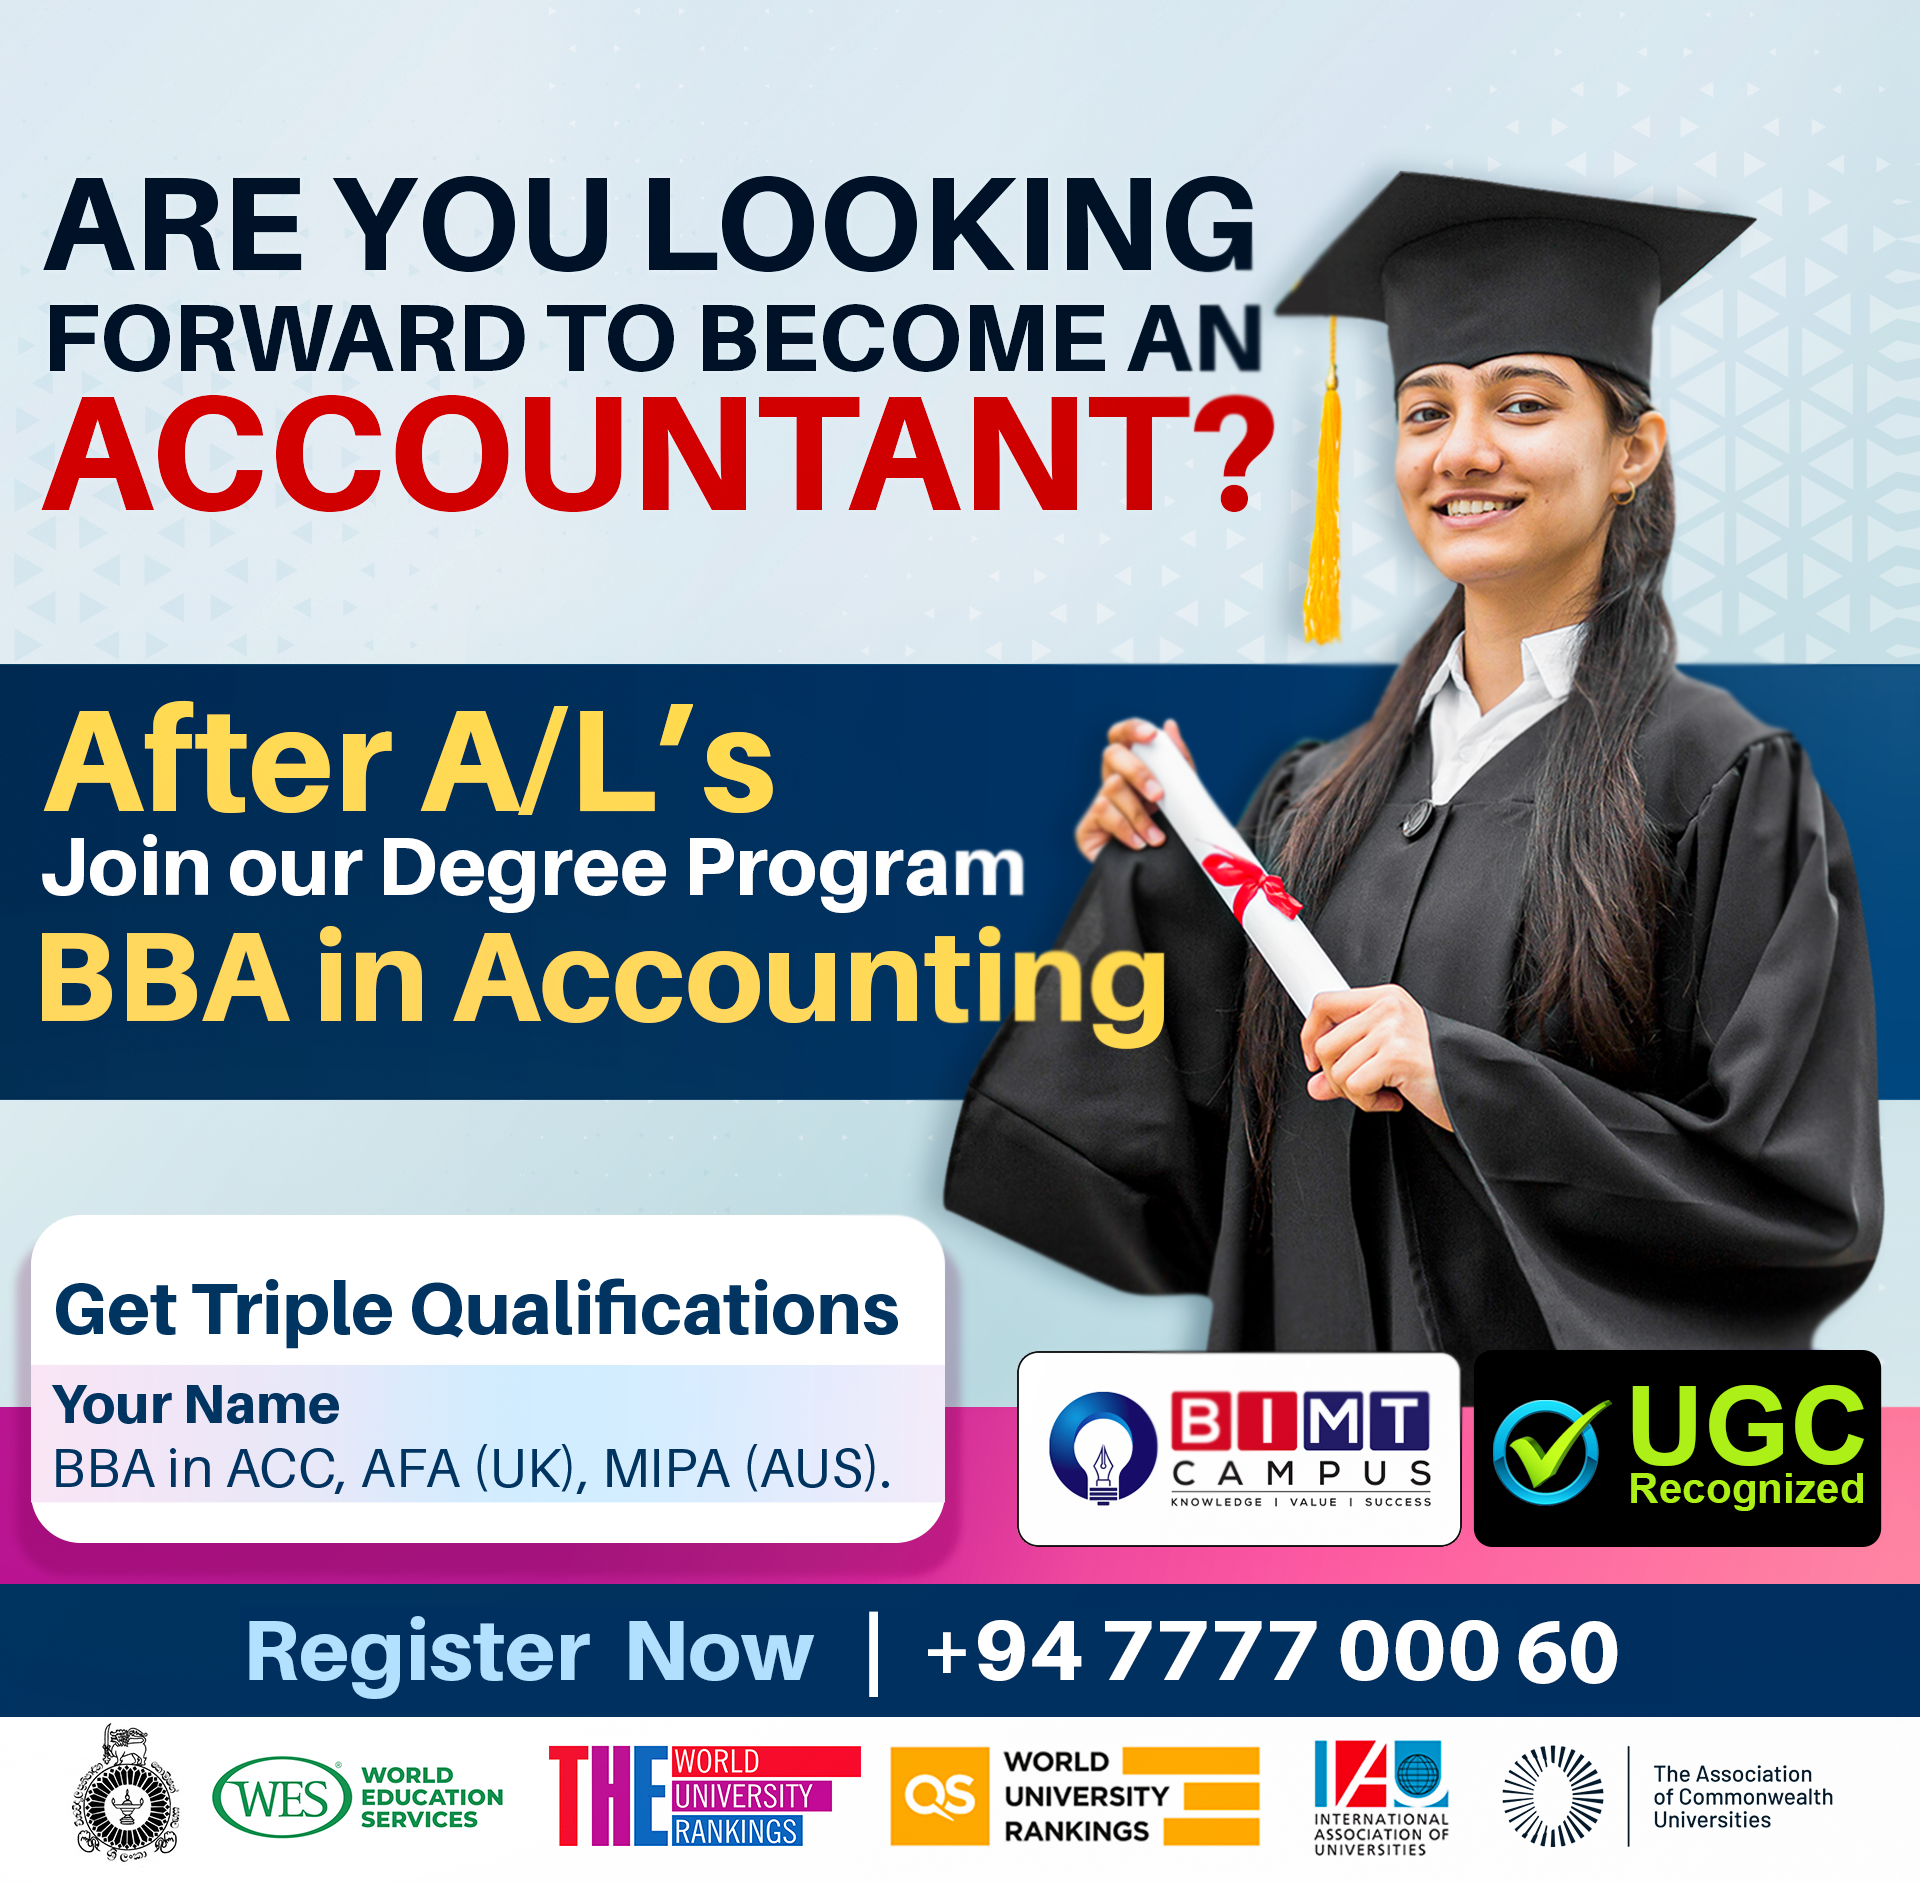 ARE YOU LOOKING
FORWARD TO BECOME AN
ACCOUNTANT?
After A/L’s
Join our Degree Program
BBA in Accounting
Get Triple Qualifications
Your Name
BBA in ACC, AFA (UK), MIPA (AUS).
BIMT
CAMPUS
KNOWLEDGE | VALUE | SUCCESS
UGC
Recognized
Register Now | +94 7777 000 60
WES® WORLD
EDUCATION
SERVICES
THE WORLD
UNIVERSITY
RANKINGS
QS WORLD
UNIVERSITY
RANKINGS
IAU
INTERNATIONAL
ASSOCIATION OF
UNIVERSITIES
The Association
of Commonwealth
Universities